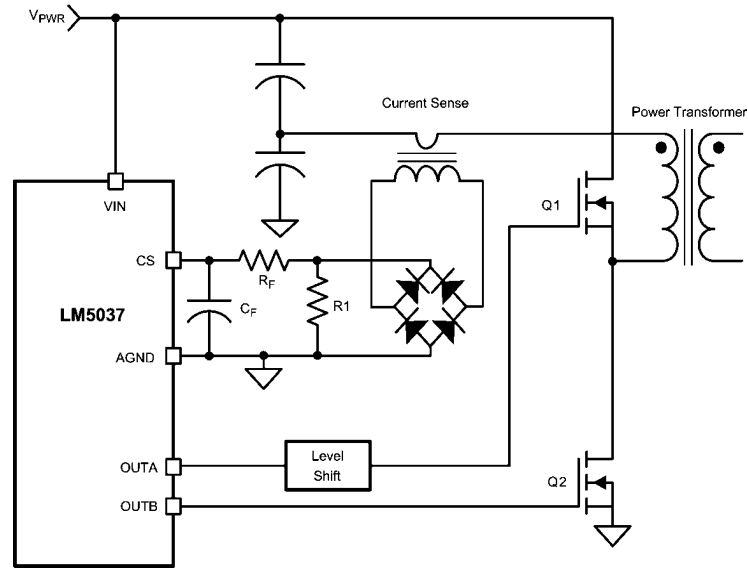 VPWR
Current Sense
Power Transformer
VIN
Q1
CS
RF
R1
CF
LM5037
AGND
Level
Shift
OUTA
Q2
OUTB